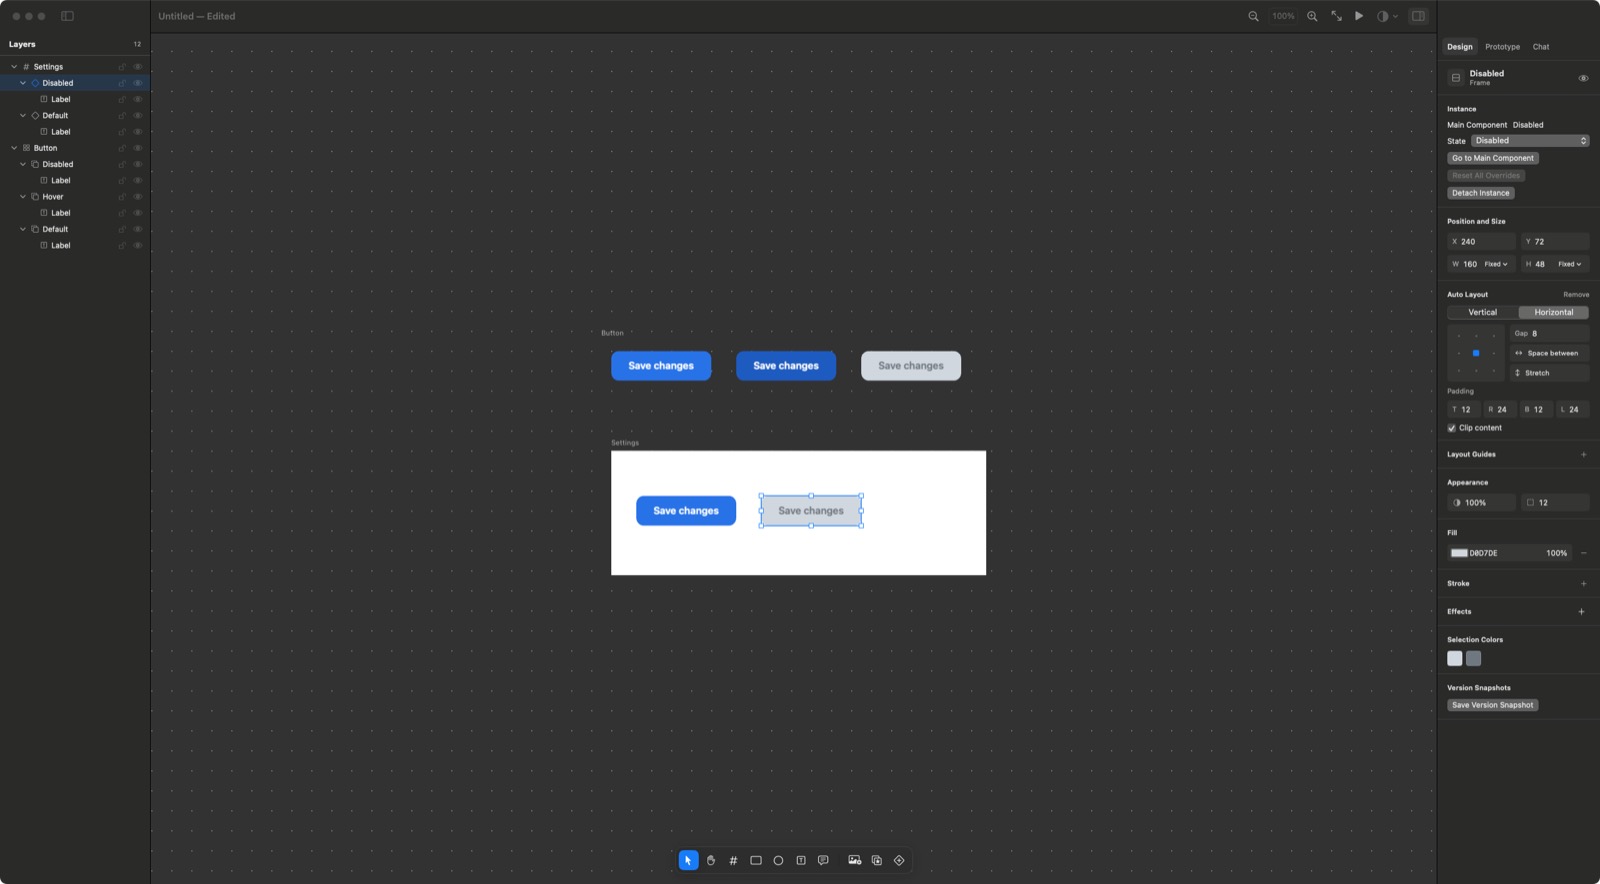 Untitled — Edited
100%
Layers
12
Settings
Disabled
Label
Default
Label
Button
Disabled
Label
Hover
Label
Default
Label
Button
Save changes
Save changes
Save changes
Settings
Save changes
Save changes
Design Prototype Chat
Disabled
Frame
Instance
Main Component Disabled
State Disabled
Go to Main Component
Reset All Overrides
Detach Instance
Position and Size
X 240 Y 72
W 160 Fixed H 48 Fixed
Auto Layout Remove
Vertical Horizontal
Gap 8
Space between
Stretch
Padding
T 12 R 24 B 12 L 24
Clip content
Layout Guides
Appearance
100% 12
Fill
D0D7DE 100%
Stroke
Effects
Selection Colors
Version Snapshots
Save Version Snapshot